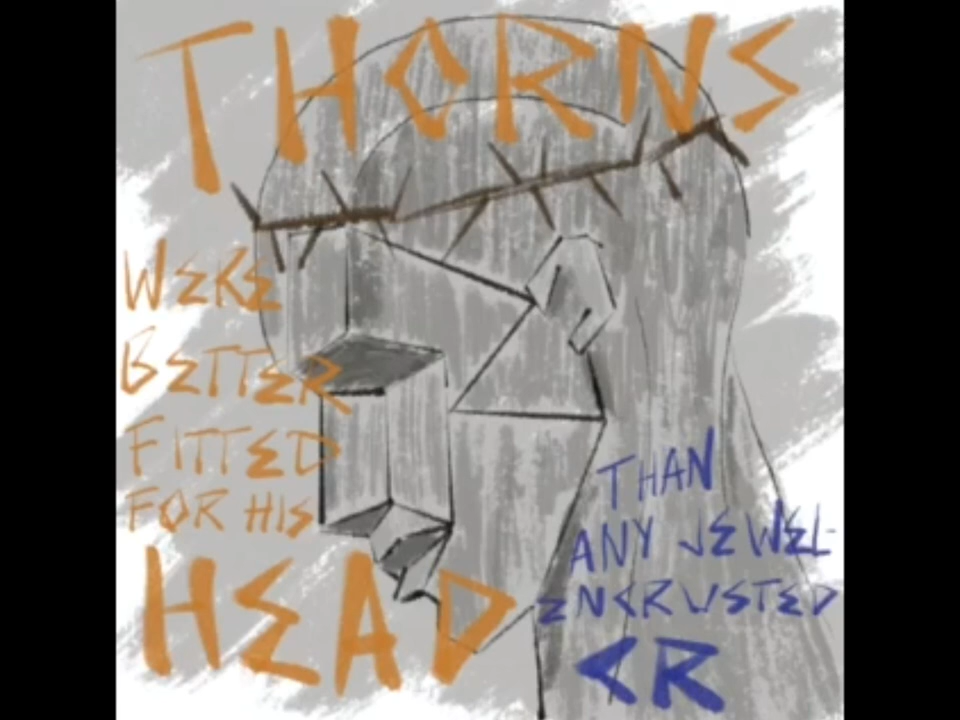 THORNS
WERE
BETTER
FITTED
FOR HIS
HEAD
THAN
ANY JEWEL-
ENCRUSTED
CR